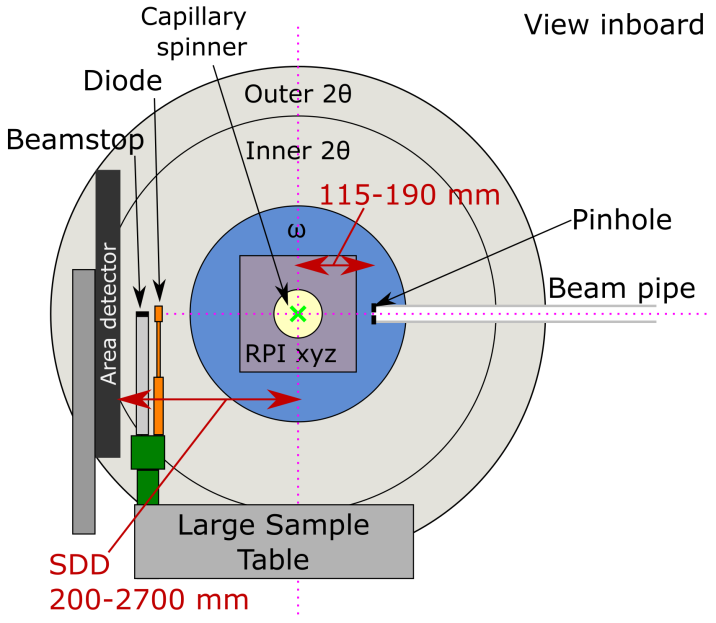 View inboard
Capillary
spinner
Diode
Outer 2θ
Beamstop
Inner 2θ
115-190 mm
Pinhole
ω
Area detector
Beam pipe
RPI xyz
Large Sample
Table
SDD
200-2700 mm